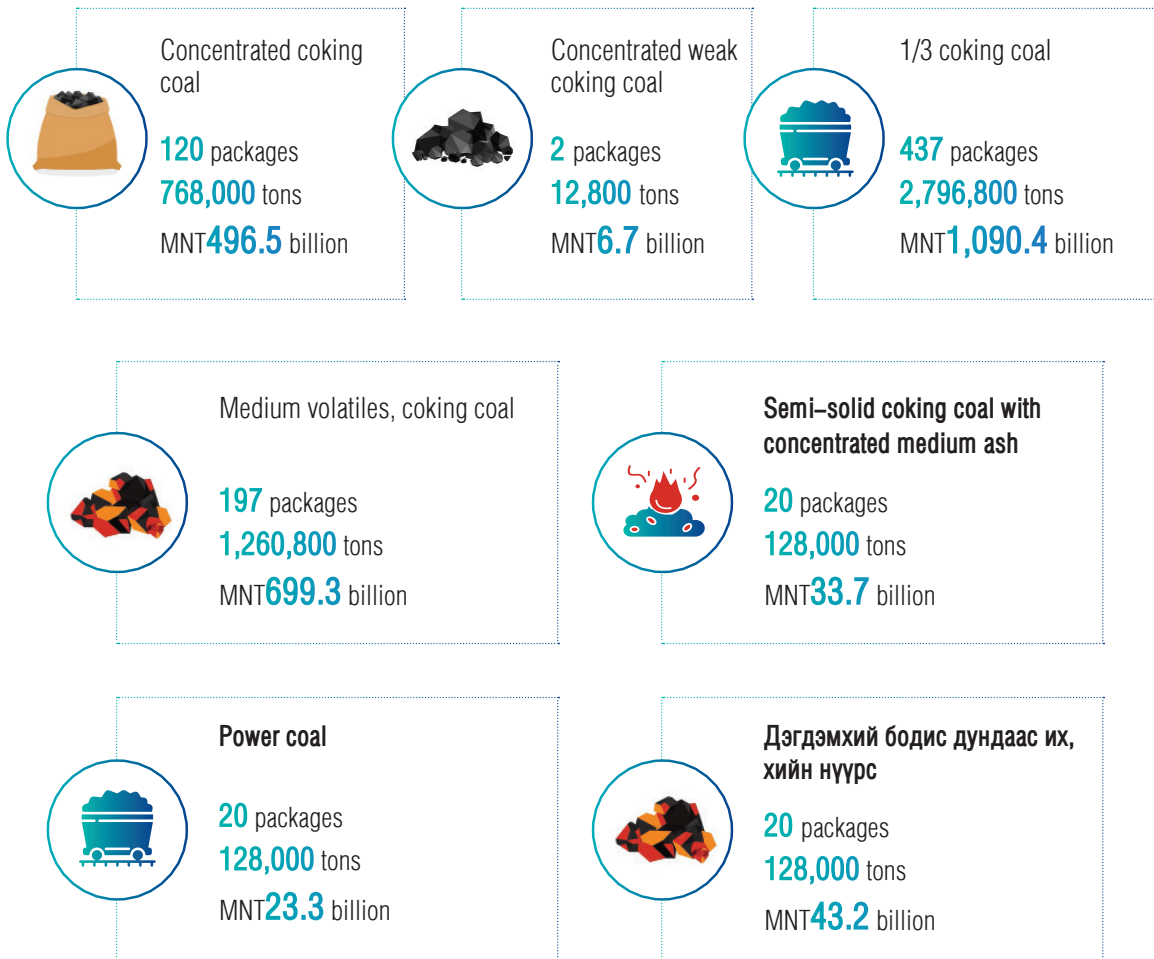 Concentrated coking
coal
120 packages
768,000 tons
MNT496.5 billion
Concentrated weak
coking coal
2 packages
12,800 tons
MNT6.7 billion
1/3 coking coal
437 packages
2,796,800 tons
MNT1,090.4 billion
Medium volatiles, coking coal
197 packages
1,260,800 tons
MNT699.3 billion
Semi–solid coking coal with
concentrated medium ash
20 packages
128,000 tons
MNT33.7 billion
Power coal
20 packages
128,000 tons
MNT23.3 billion
Дэгдэмхий бодис дундаас их,
хийн нүүрс
20 packages
128,000 tons
MNT43.2 billion